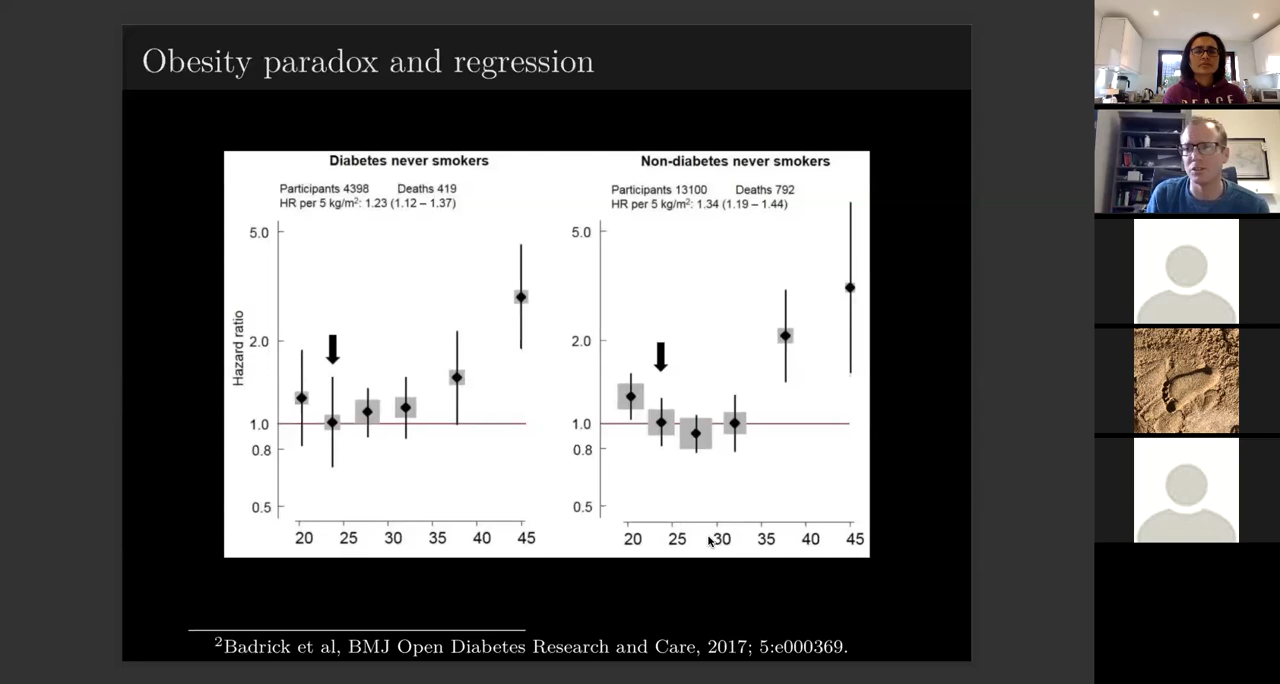 Obesity paradox and regression
Diabetes never smokers
Participants 4398 Deaths 419
HR per 5 kg/m²: 1.23 (1.12 – 1.37)
Hazard ratio
5.0
2.0
1.0
0.8
0.5
20 25 30 35 40 45
Non-diabetes never smokers
Participants 13100 Deaths 792
HR per 5 kg/m²: 1.34 (1.19 – 1.44)
5.0
2.0
1.0
0.8
0.5
20 25 30 35 40 45
²Badrick et al, BMJ Open Diabetes Research and Care, 2017; 5:e000369.